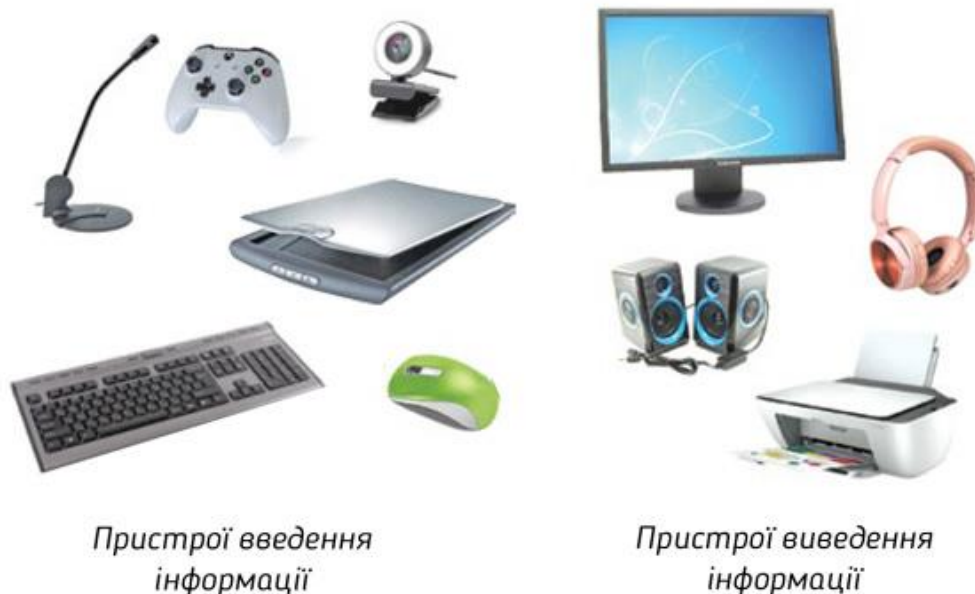 Пристрої введення
інформації
Пристрої виведення
інформації